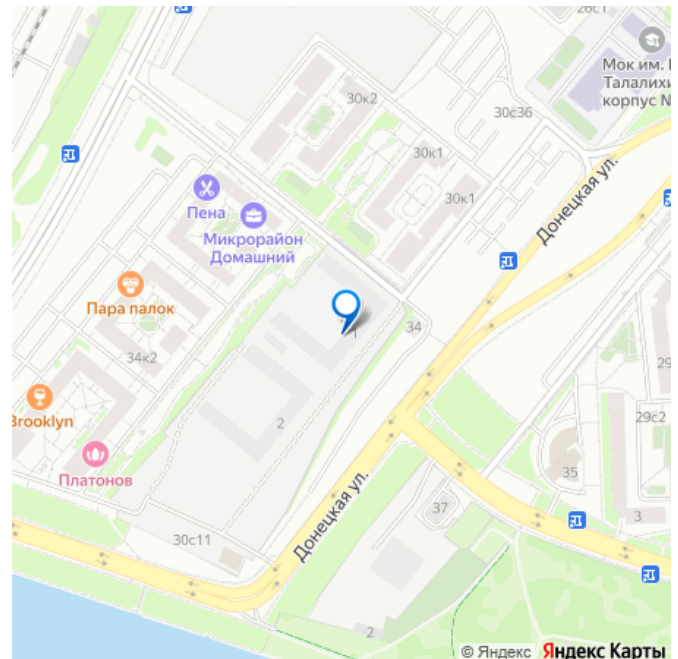 26с1
Мок им. 
Талалихи
корпус N
30к2
30с36
30к1
30к1
Донецкая ул.
Пена
Микрорайон
Домашний
Пара палок
34
1
34к2
29
29с2
Brooklyn
2
35
Платонов
Донецкая ул.
37
3
30с11
2
© Яндекс Яндекс Карты